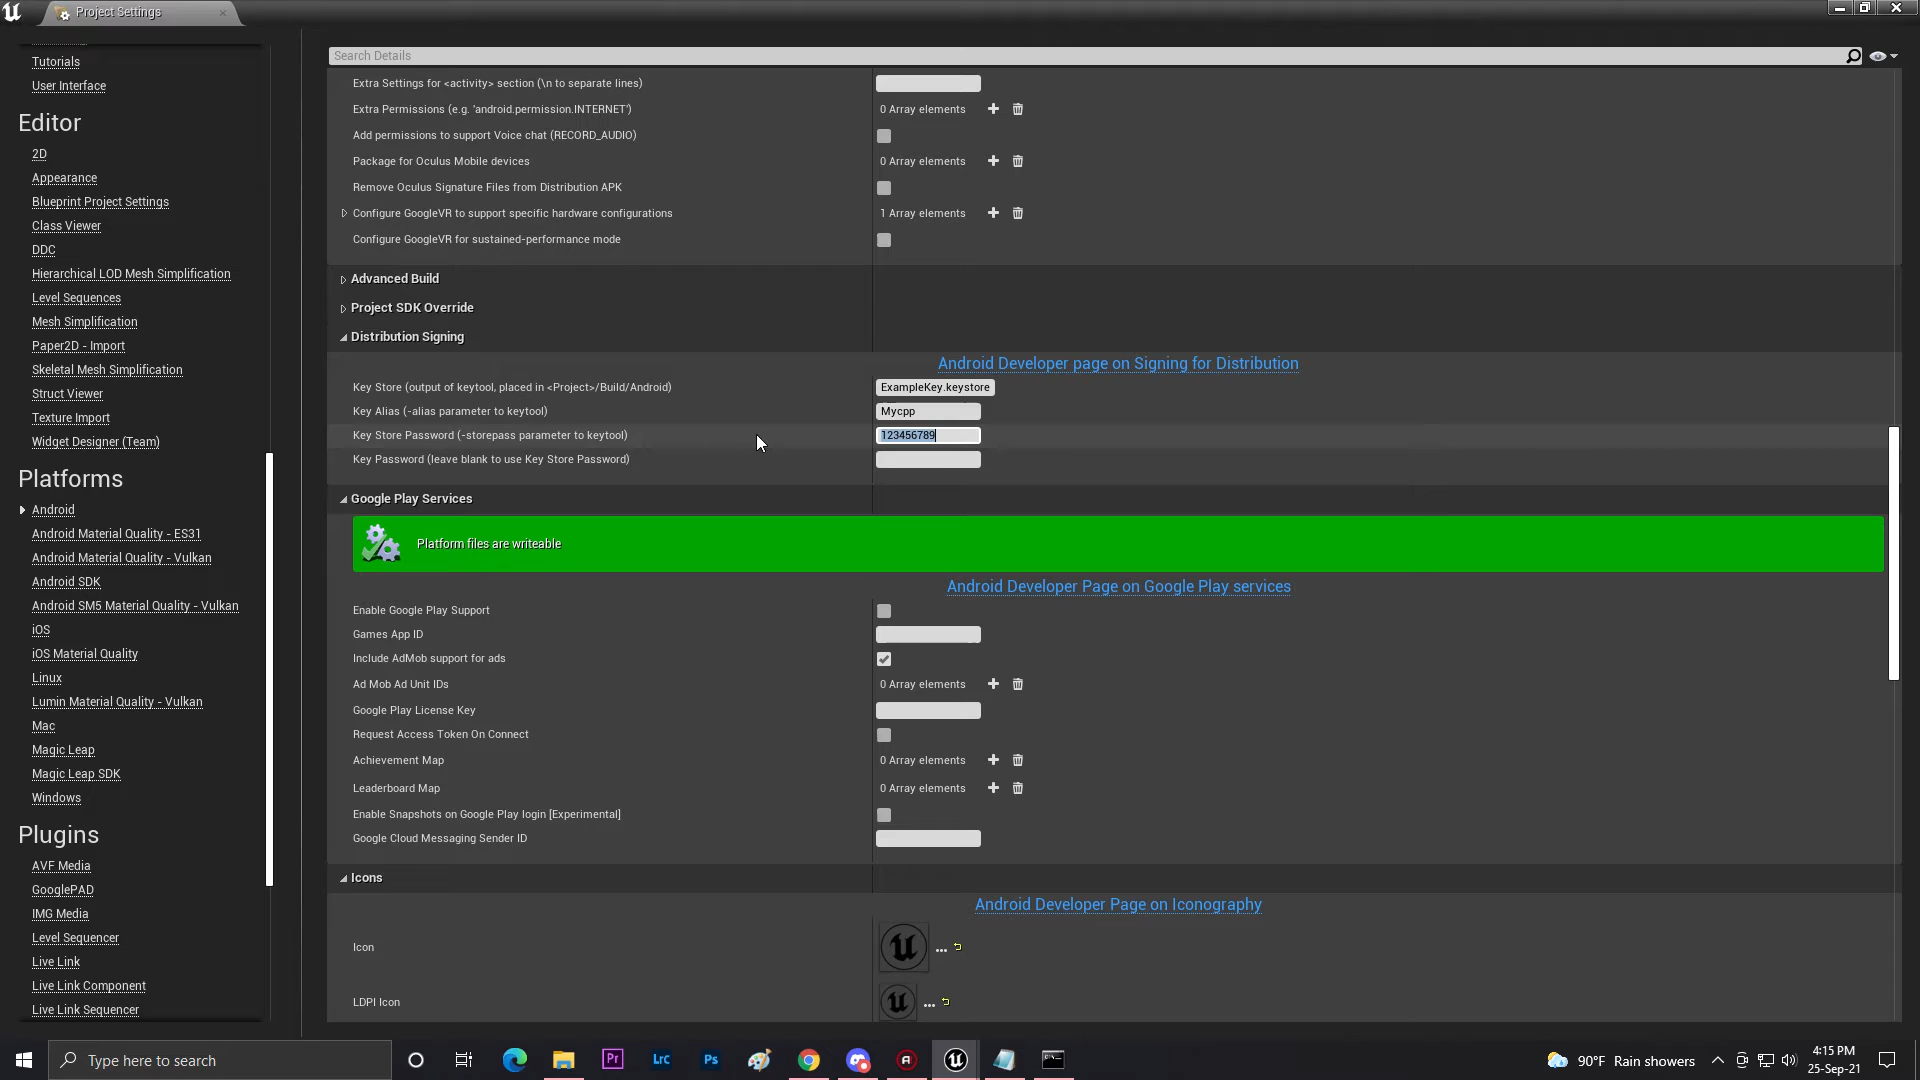 Project Settings
Tutorials
User Interface
Editor
2D
Appearance
Blueprint Project Settings
Class Viewer
DDC
Hierarchical LOD Mesh Simplification
Level Sequences
Mesh Simplification
Paper2D - Import
Skeletal Mesh Simplification
Struct Viewer
Texture Import
Widget Designer (Team)
Platforms
Android
Android Material Quality - ES31
Android Material Quality - Vulkan
Android SDK
Android SM5 Material Quality - Vulkan
iOS
iOS Material Quality
Linux
Lumin Material Quality - Vulkan
Mac
Magic Leap
Magic Leap SDK
Windows
Plugins
AVF Media
GooglePAD
IMG Media
Level Sequencer
Live Link
Live Link Component
Live Link Sequencer
Search Details
Extra Settings for <activity> section (\n to separate lines)
Extra Permissions (e.g. 'android.permission.INTERNET') 0 Array elements
Add permissions to support Voice chat (RECORD_AUDIO)
Package for Oculus Mobile devices 0 Array elements
Remove Oculus Signature Files from Distribution APK
Configure GoogleVR to support specific hardware configurations 1 Array elements
Configure GoogleVR for sustained-performance mode
Advanced Build
Project SDK Override
Distribution Signing
Android Developer page on Signing for Distribution
Key Store (output of keytool, placed in <Project>/Build/Android) ExampleKey.keystore
Key Alias (-alias parameter to keytool) Mycpp
Key Store Password (-storepass parameter to keytool) 123456789
Key Password (leave blank to use Key Store Password)
Google Play Services
Platform files are writeable
Android Developer Page on Google Play services
Enable Google Play Support
Games App ID
Include AdMob support for ads
Ad Mob Ad Unit IDs 0 Array elements
Google Play License Key
Request Access Token On Connect
Achievement Map 0 Array elements
Leaderboard Map 0 Array elements
Enable Snapshots on Google Play login [Experimental]
Google Cloud Messaging Sender ID
Icons
Android Developer Page on Iconography
Icon
LDPI Icon
Type here to search
Pr
Lrc
Ps
90°F Rain showers
4:15 PM
25-Sep-21